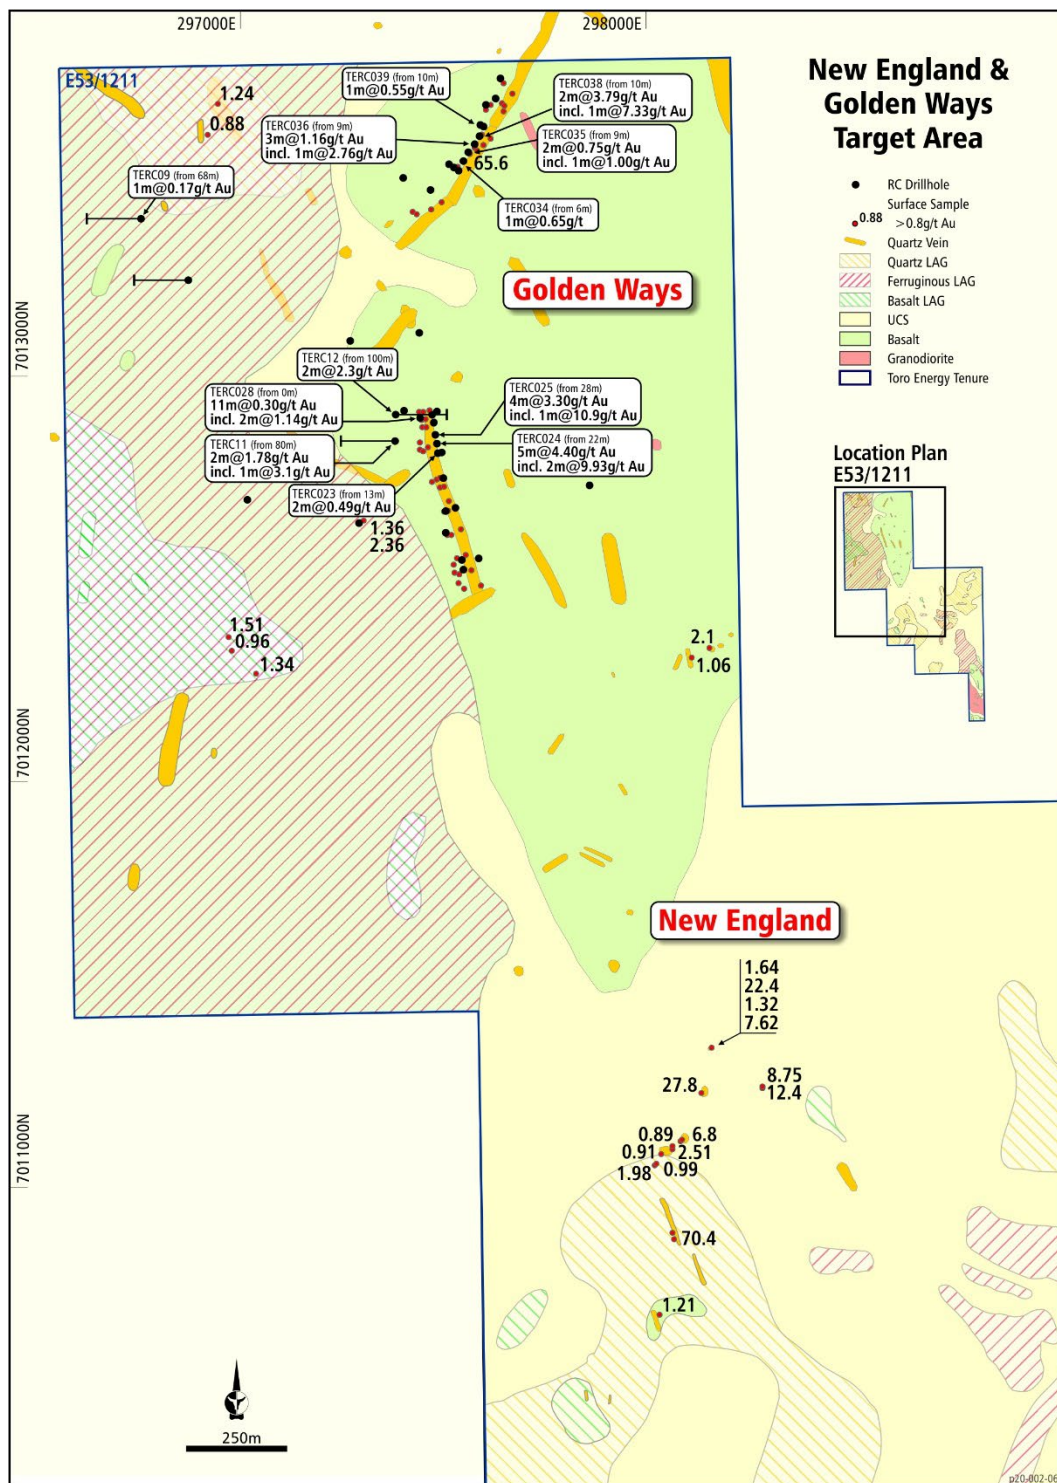 297000E
298000E
E53/1211
New England &
Golden Ways
Target Area
1.24
0.88
TERC039 (from 10m)
1m@0.55g/t Au
TERC038 (from 10m)
2m@3.79g/t Au
incl. 1m@7.33g/t Au
TERC036 (from 9m)
3m@1.16g/t Au
incl. 1m@2.76g/t Au
TERC035 (from 9m)
2m@0.75g/t Au
incl. 1m@1.00g/t Au
65.6
TERC09 (from 68m)
1m@0.17g/t Au
TERC034 (from 6m)
1m@0.65g/t
RC Drillhole
Surface Sample
0.88 >0.8g/t Au
Quartz Vein
Quartz LAG
Ferruginous LAG
Basalt LAG
UCS
Basalt
Granodiorite
Toro Energy Tenure
Golden Ways
7013000N
TERC12 (from 100m)
2m@2.3g/t Au
TERC028 (from 0m)
11m@0.30g/t Au
incl. 2m@1.14g/t Au
TERC025 (from 28m)
4m@3.30g/t Au
incl. 1m@10.9g/t Au
TERC11 (from 80m)
2m@1.78g/t Au
incl. 1m@3.1g/t Au
TERC024 (from 22m)
5m@4.40g/t Au
incl. 2m@9.93g/t Au
TERC023 (from 13m)
2m@0.49g/t Au
Location Plan
E53/1211
1.36
2.36
1.51
0.96
1.34
2.1
1.06
7012000N
New England
1.64
22.4
1.32
7.62
27.8
8.75
12.4
0.89
6.8
0.91
2.51
1.98
0.99
7011000N
70.4
1.21
250m
p20-002-06